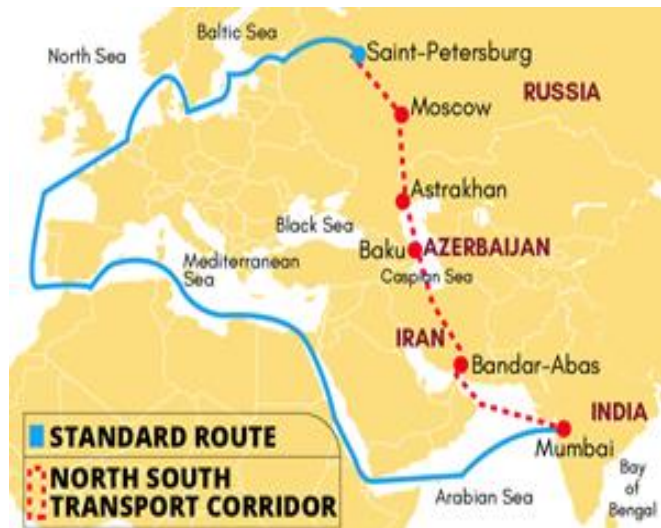 Baltic Sea
North Sea
Saint-Petersburg
RUSSIA
Moscow
Astrakhan
Black Sea
Baku
AZERBAIJAN
Mediterranean
Sea
Caspian Sea
IRAN
Bandar-Abas
INDIA
Mumbai
STANDARD ROUTE
NORTH SOUTH
TRANSPORT CORRIDOR
Arabian Sea
Bay
of
Bengal